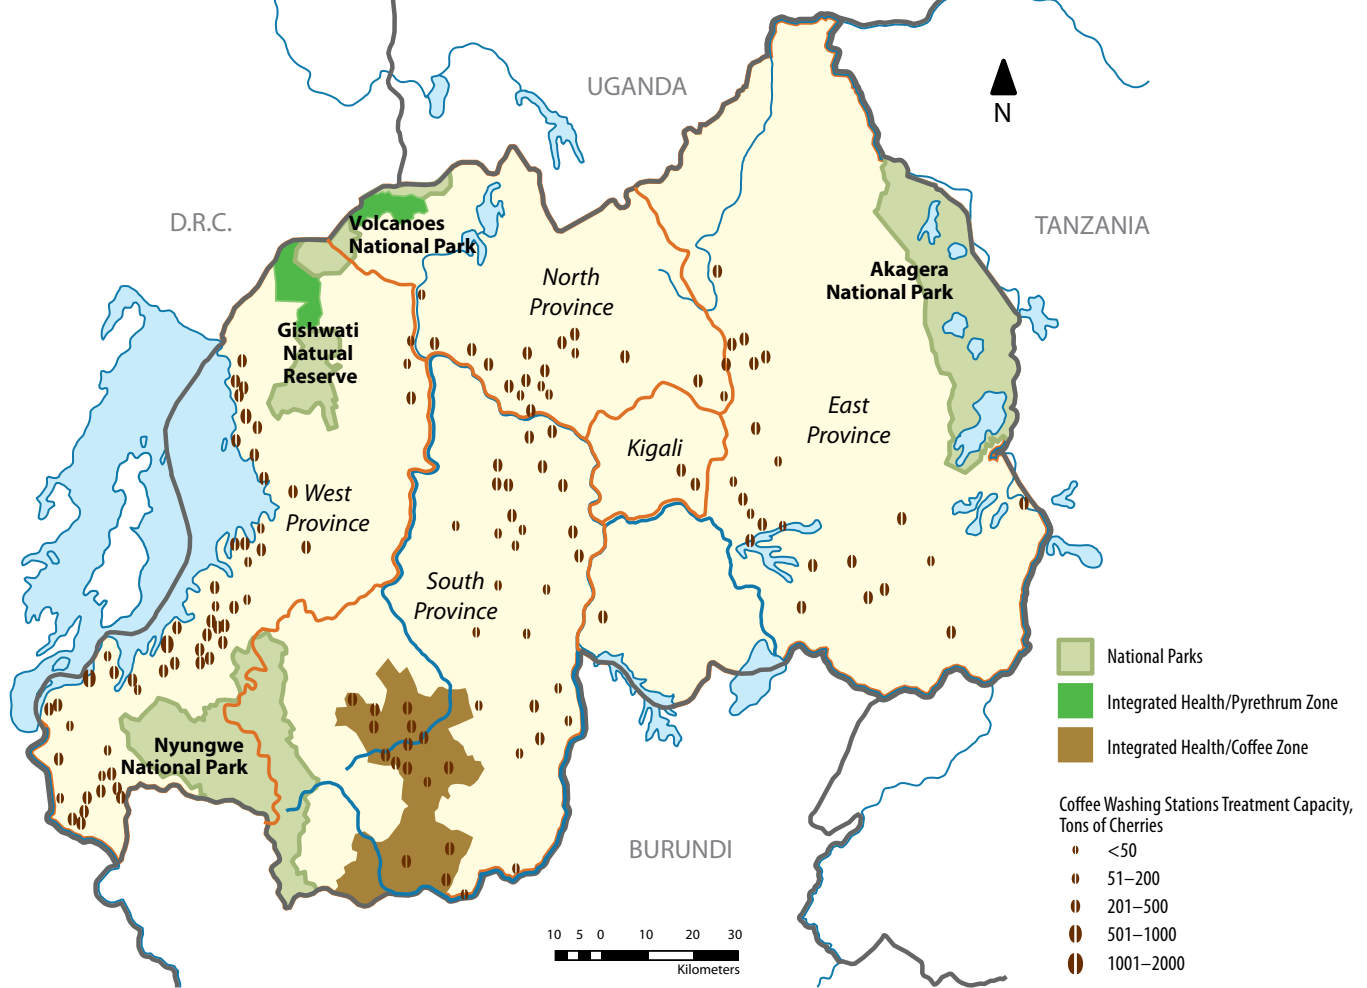 UGANDA
N
D.R.C.
Volcanoes
National Park
TANZANIA
North
Province
Akagera
National Park
Gishwati
Natural
Reserve
East
Province
Kigali
West
Province
South
Province
National Parks
Integrated Health/Pyrethrum Zone
Integrated Health/Coffee Zone
Nyungwe
National Park
Coffee Washing Stations Treatment Capacity,
Tons of Cherries
<50
51–200
201–500
501–1000
1001–2000
BURUNDI
10 5 0 10 20 30
Kilometers